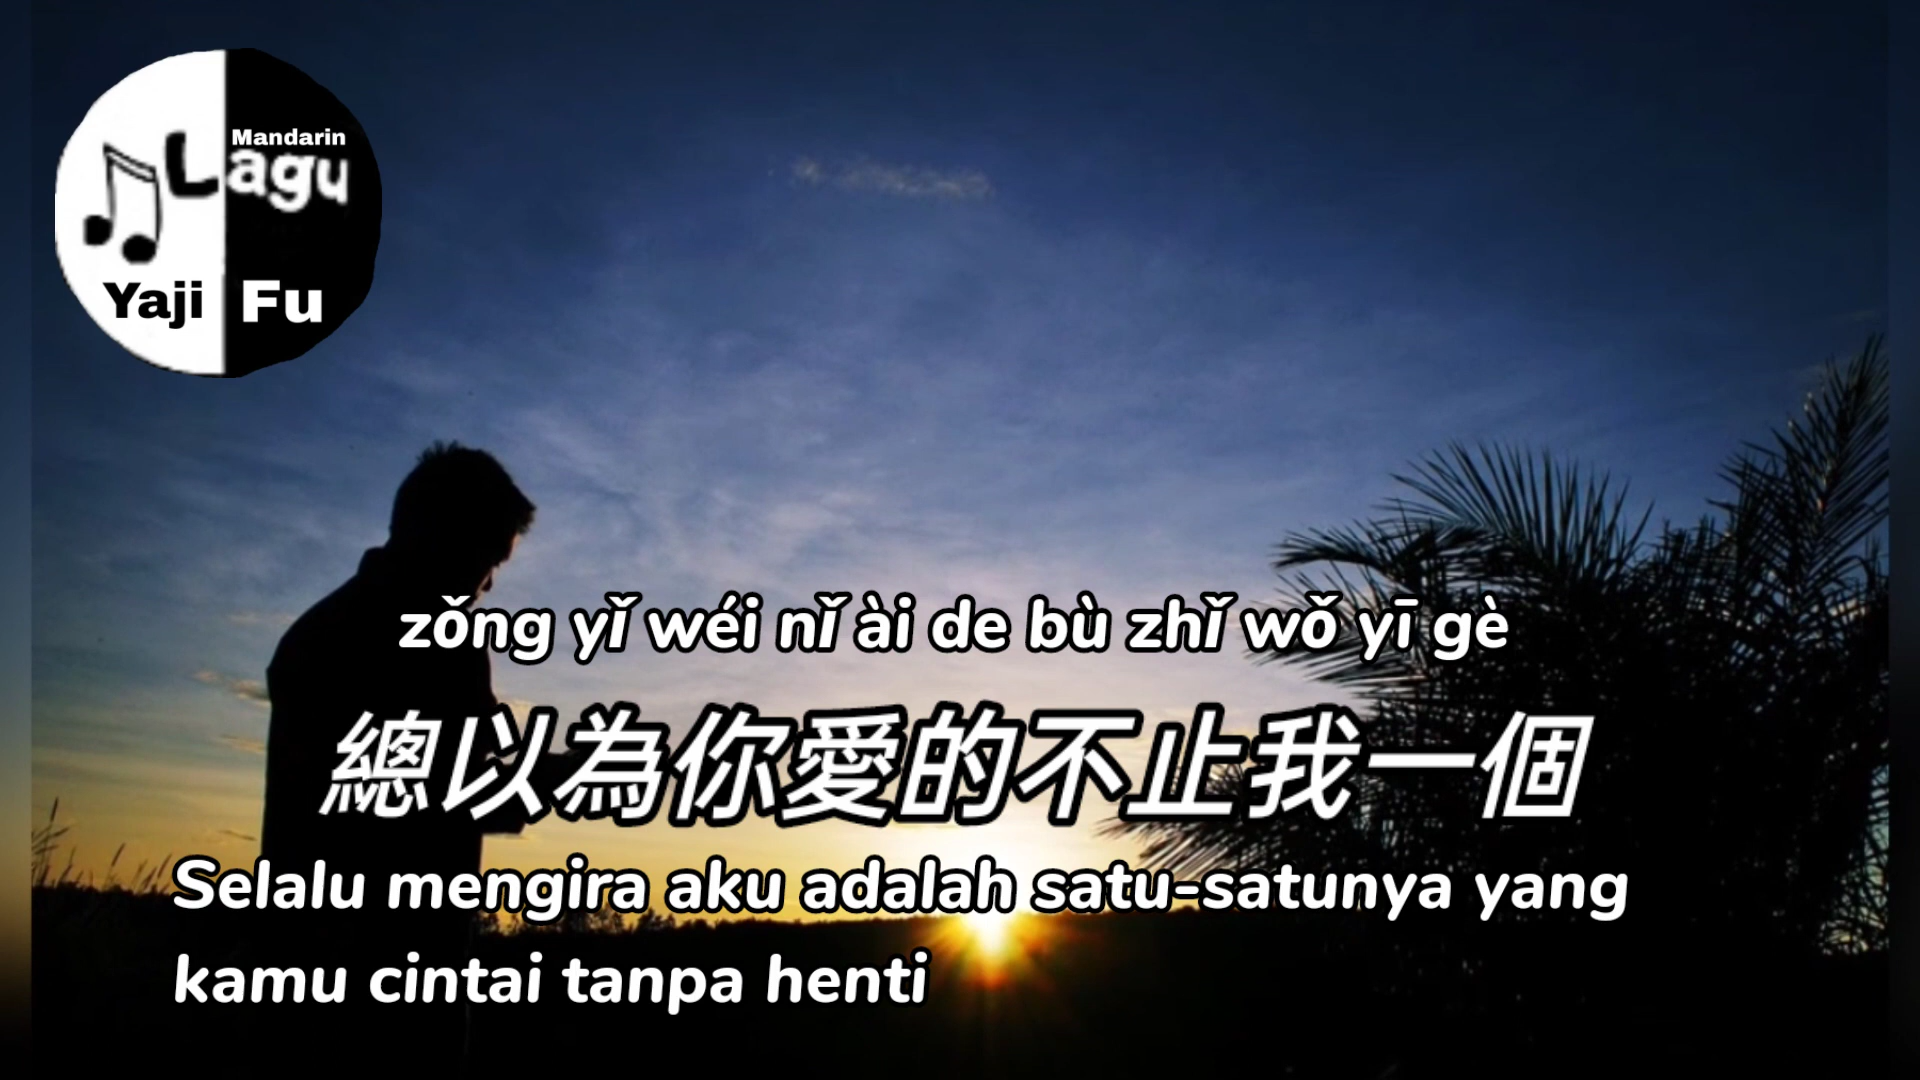 Mandarin
Lagu
Yaji Fu
zǒng yǐ wéi nǐ ài de bù zhǐ wǒ yī gè
總以為你愛的不止我一個
Selalu mengira aku adalah satu-satunya yang
kamu cintai tanpa henti